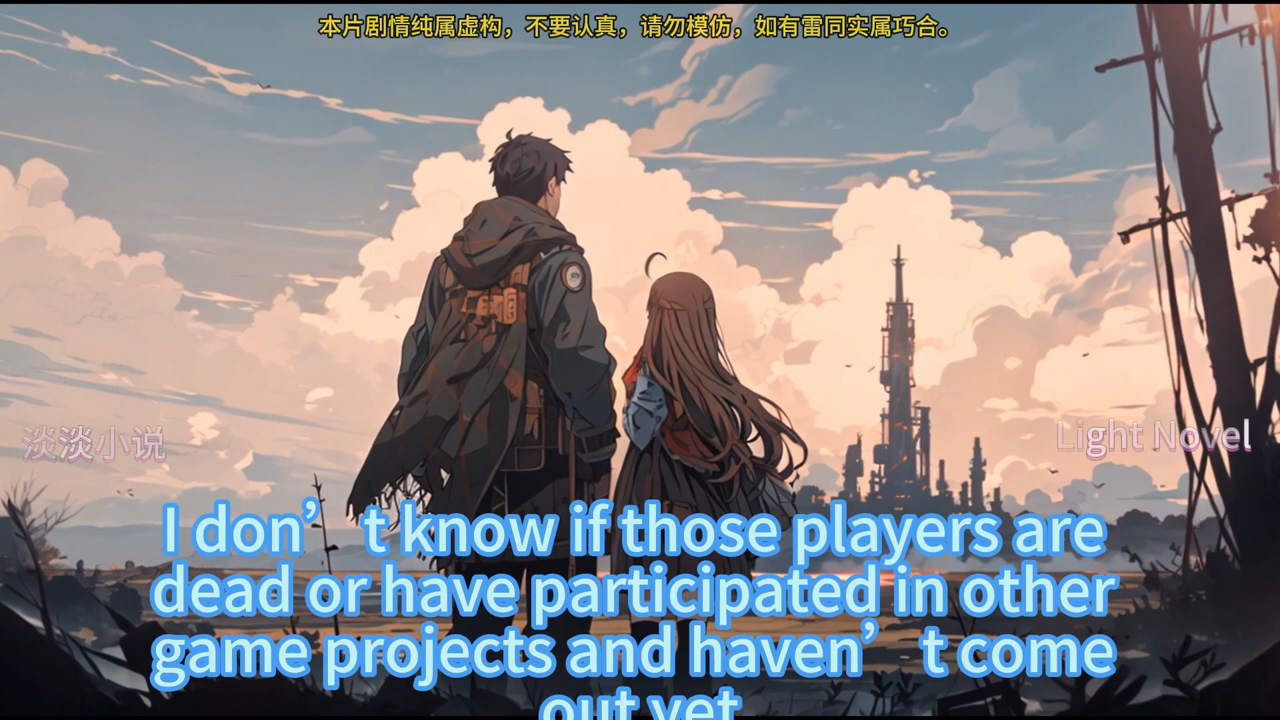 本片剧情纯属虚构，不要认真，请勿模仿，如有雷同实属巧合。
淡淡小说
Light Novel
I don’t know if those players are
dead or have participated in other
game projects and haven’t come
out yet